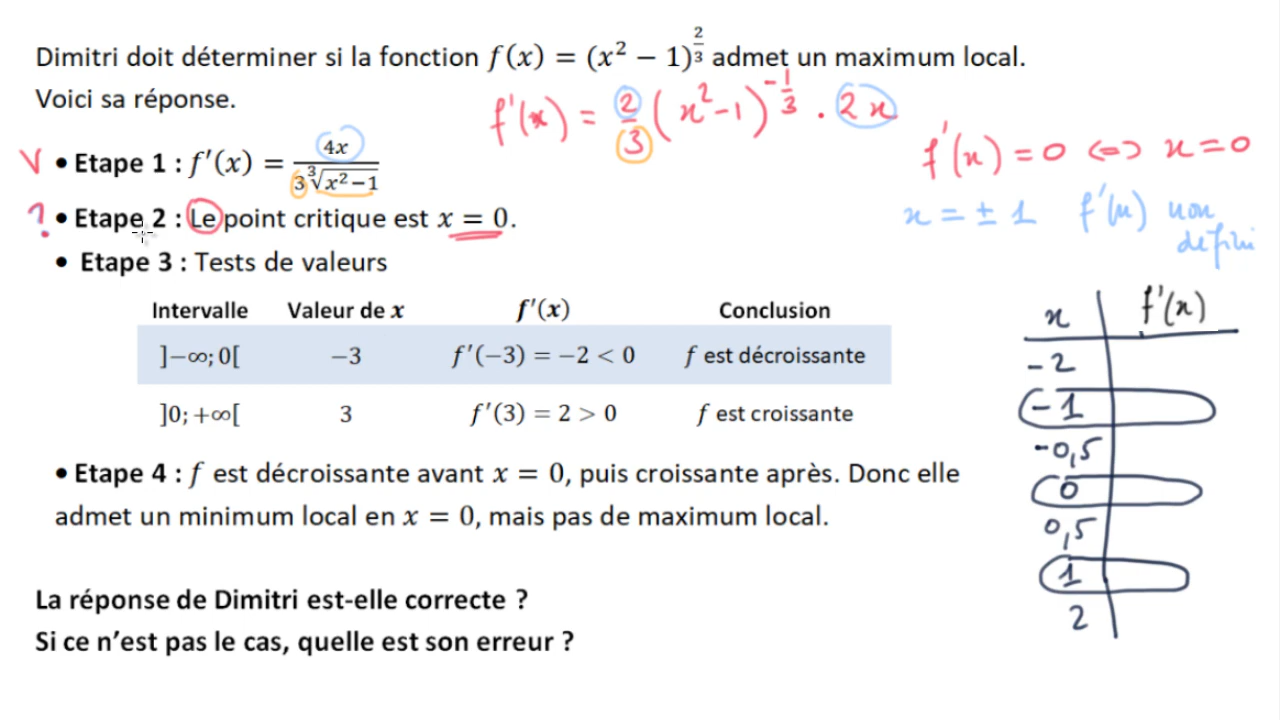 Dimitri doit déterminer si la fonction f(x) = (x² − 1)^(2/3) admet un maximum local.
Voici sa réponse.
f'(x) = 2/3 (x² − 1)^(−1/3) · 2x
V • Etape 1 : f′(x) = 4x / (3 ∛(x² − 1))
f'(x) = 0 ⇔ x = 0
? • Etape 2 : Le point critique est x = 0.
x = ± 1 f'(x) non défini
• Etape 3 : Tests de valeurs
Intervalle Valeur de x f′(x) Conclusion
]−∞; 0[ −3 f′(−3) = −2 < 0 f est décroissante
]0; +∞[ 3 f′(3) = 2 > 0 f est croissante
• Etape 4 : f est décroissante avant x = 0, puis croissante après. Donc elle
admet un minimum local en x = 0, mais pas de maximum local.
La réponse de Dimitri est-elle correcte ?
Si ce n’est pas le cas, quelle est son erreur ?
x f'(x)
-2
-1
-0,5
0
0,5
1
2